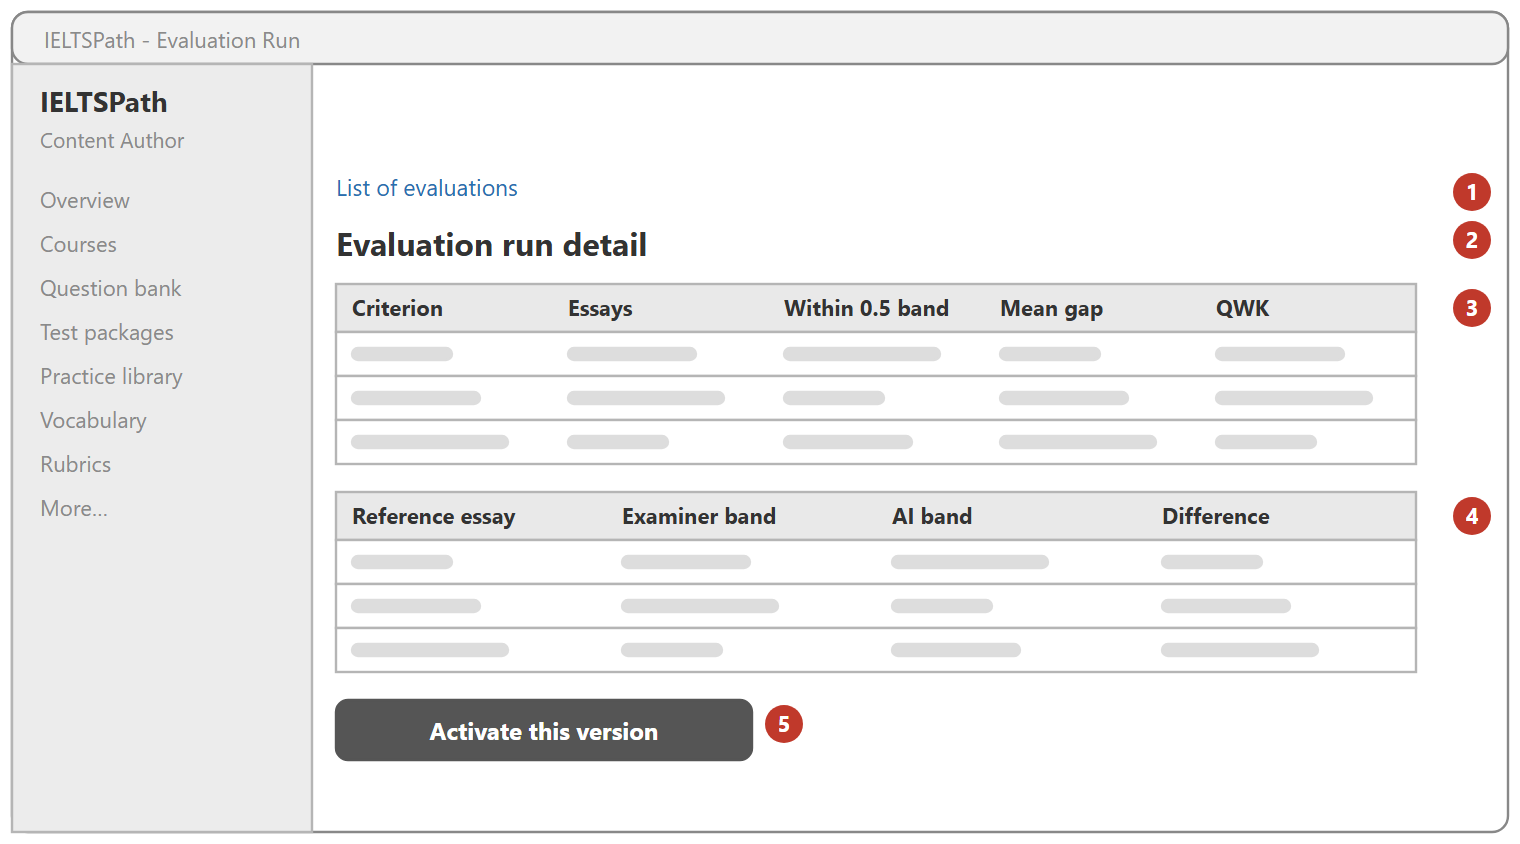 IELTSPath - Evaluation Run
IELTSPath
Content Author
Overview
Courses
Question bank
Test packages
Practice library
Vocabulary
Rubrics
More...
List of evaluations
1
Evaluation run detail
2
Criterion Essays Within 0.5 band Mean gap QWK
3
Reference essay Examiner band AI band Difference
4
Activate this version
5